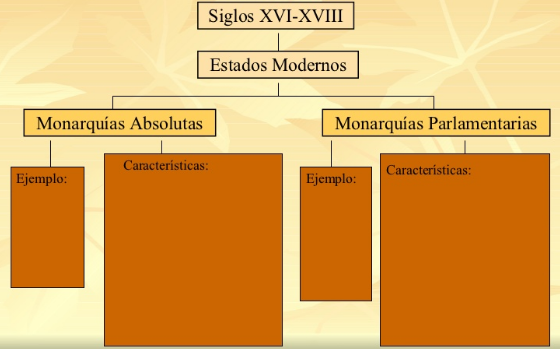 Siglos XVI-XVIII
Estados Modernos
Monarquías Absolutas
Monarquías Parlamentarias
Ejemplo:
Características:
Ejemplo:
Características: